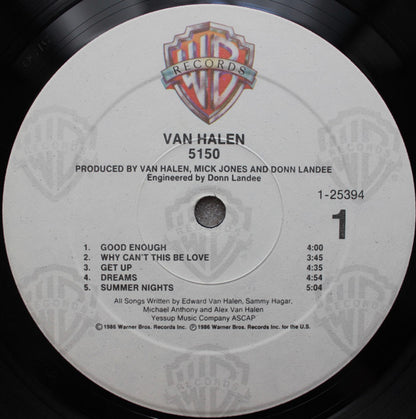 WB
RECORDS
VAN HALEN
5150
PRODUCED BY VAN HALEN, MICK JONES AND DONN LANDEE
Engineered by Donn Landee
1-25394
1
1. GOOD ENOUGH 4:00
2. WHY CAN'T THIS BE LOVE 3:45
3. GET UP 4:35
4. DREAMS 4:54
5. SUMMER NIGHTS 5:04
All Songs Written by Edward Van Halen, Sammy Hagar,
Michael Anthony and Alex Van Halen
Yessup Music Company ASCAP
© 1986 Warner Bros. Records Inc. ℗ 1986 Warner Bros. Records Inc. for the U.S.